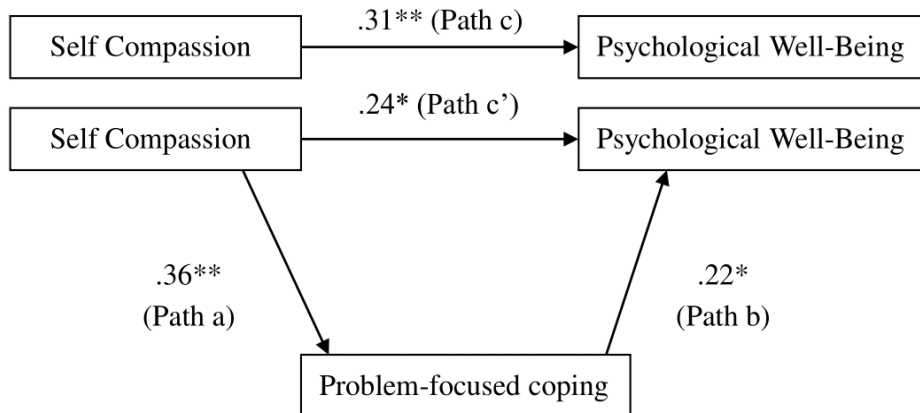 .31** (Path c)
Self Compassion
Psychological Well-Being
.24* (Path c’)
Self Compassion
Psychological Well-Being
.36**
(Path a)
.22*
(Path b)
Problem-focused coping